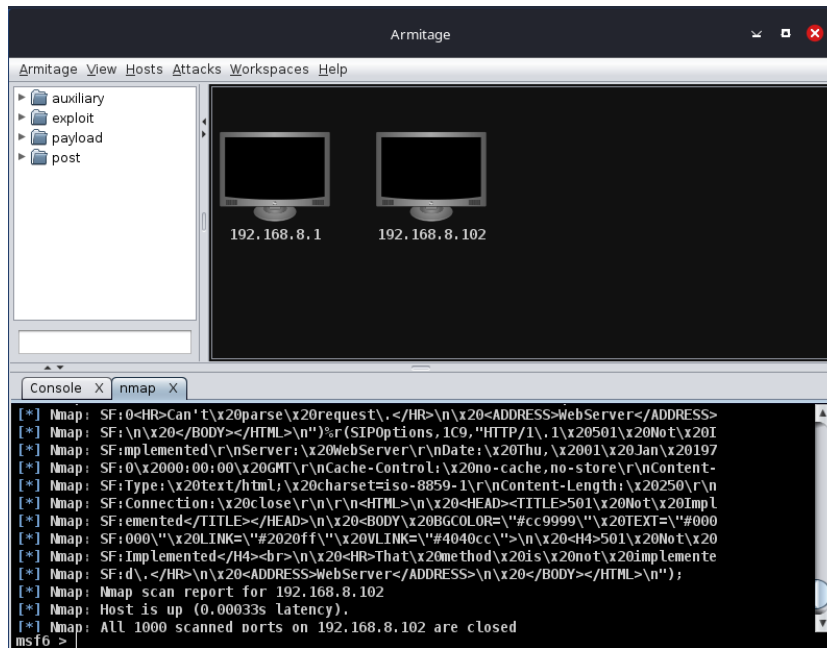 Armitage
Armitage View Hosts Attacks Workspaces Help
auxiliary
exploit
payload
post
192.168.8.1
192.168.8.102
Console X
nmap X
[*] Nmap: SF:0<HR>Can't\x20parse\x20request\.</HR>\n\x20<ADDRESS>WebServer</ADDRESS>
[*] Nmap: SF:\n\x20</BODY></HTML>\n")%r(SIPOptions,1C9,"HTTP/1\.1\x20501\x20Not\x20I
[*] Nmap: SF:mplemented\r\nServer:\x20WebServer\r\nDate:\x20Thu,\x2001\x20Jan\x20197
[*] Nmap: SF:0\x2000:00:00\x20GMT\r\nCache-Control:\x20no-cache,no-store\r\nContent-
[*] Nmap: SF:Type:\x20text/html;\x20charset=iso-8859-1\r\nContent-Length:\x20250\r\n
[*] Nmap: SF:Connection:\x20close\r\n\r\n<HTML>\n\x20<HEAD><TITLE>501\x20Not\x20Impl
[*] Nmap: SF:emented</TITLE></HEAD>\n\x20<BODY\x20BGCOLOR=\"#cc9999\"\x20TEXT=\"#000
[*] Nmap: SF:000\"\x20LINK=\"#2020ff\"\x20VLINK=\"#4040cc\">\n\x20<H4>501\x20Not\x20
[*] Nmap: SF:Implemented</H4><br>\n\x20<HR>That\x20method\x20is\x20not\x20implemente
[*] Nmap: SF:d\.</HR>\n\x20<ADDRESS>WebServer</ADDRESS>\n\x20</BODY></HTML>\n");
[*] Nmap: Nmap scan report for 192.168.8.102
[*] Nmap: Host is up (0.00033s latency).
[*] Nmap: All 1000 scanned ports on 192.168.8.102 are closed
msf6 >